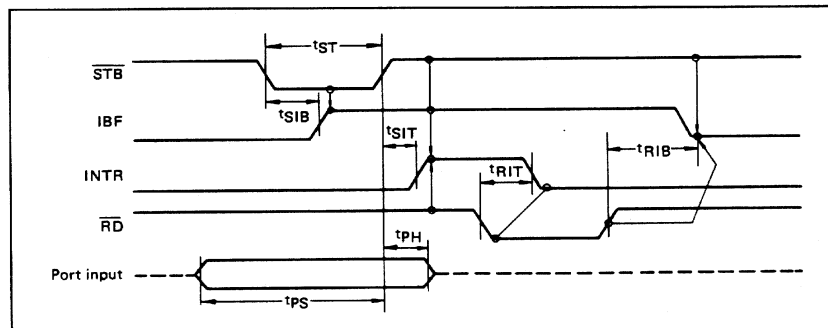 tST
STB
tSIB
IBF
tSIT
tRIB
INTR
tRIT
RD
tPH
Port input
tPS